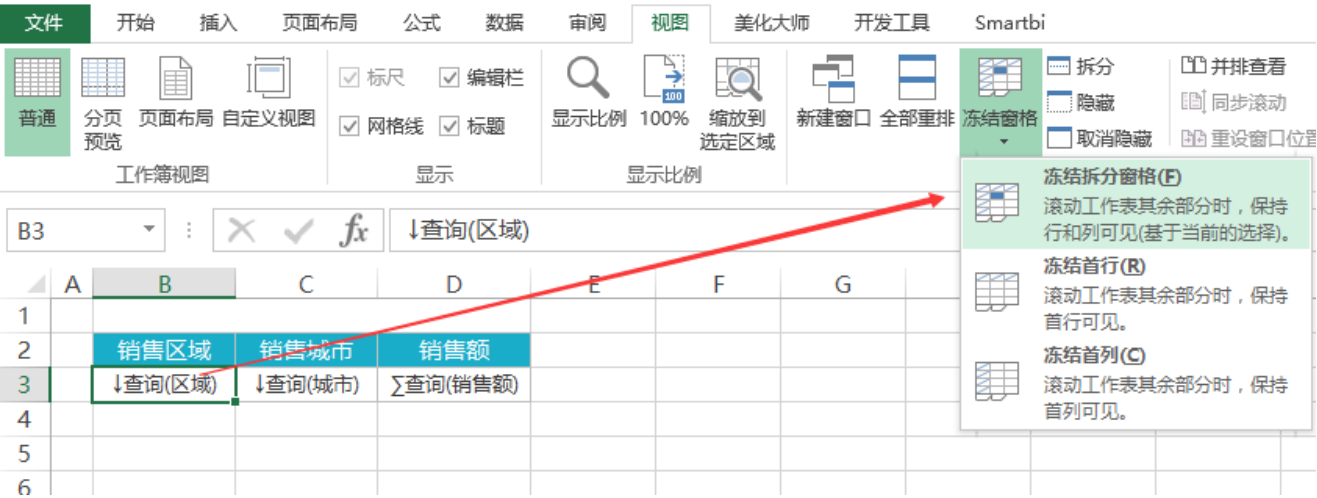 文件 开始 插入 页面布局 公式 数据 审阅 视图 美化大师 开发工具 Smartbi
普通 分页预览 页面布局 自定义视图
工作簿视图
标尺 编辑栏
网格线 标题
显示
显示比例 100% 缩放到选定区域
100
显示比例
新建窗口 全部重排 冻结窗格
拆分
隐藏
取消隐藏
并排查看
同步滚动
重设窗口位置
冻结拆分窗格(F)
滚动工作表其余部分时，保持
行和列可见(基于当前的选择)。
冻结首行(R)
滚动工作表其余部分时，保持
首行可见。
冻结首列(C)
滚动工作表其余部分时，保持
首列可见。
B3 fx ↓查询(区域)
A B C D E F G
1
2 销售区域 销售城市 销售额
3 ↓查询(区域) ↓查询(城市) ∑查询(销售额)
4
5
6